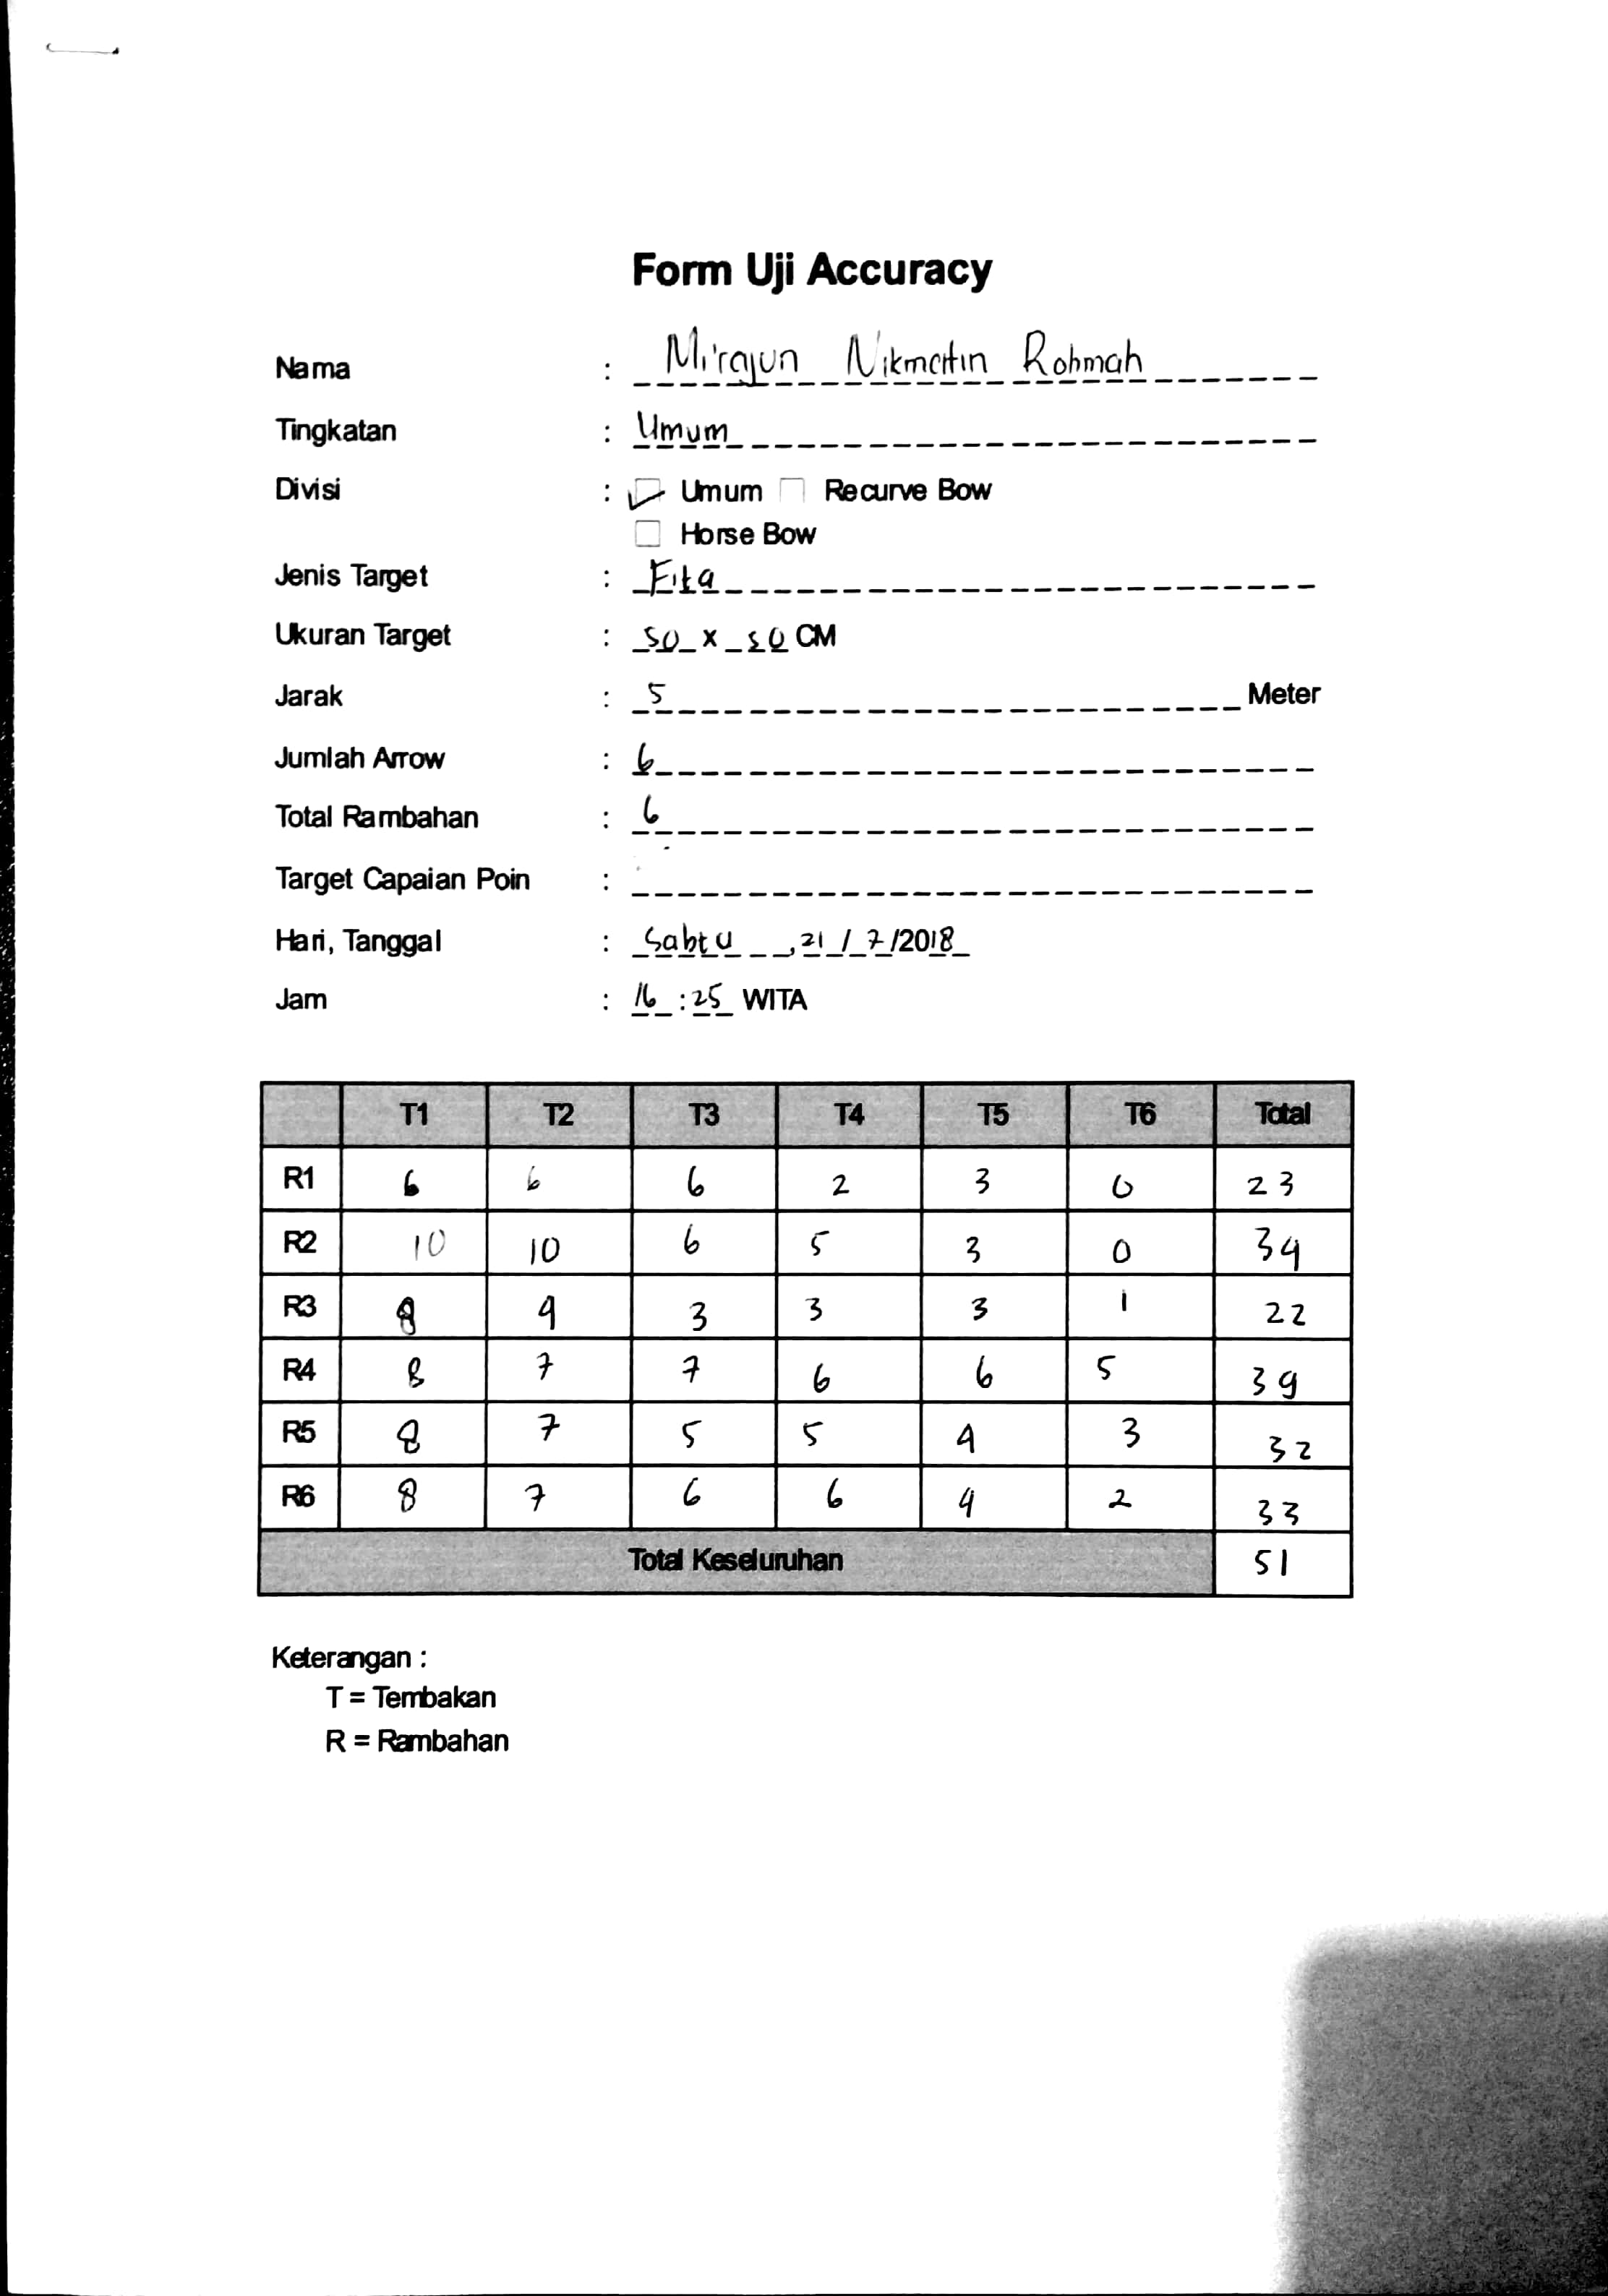 Form Uji Accuracy
Nama : Mi'rajun Nikmatin Rohmah
Tingkatan : Umum
Divisi : Umum Recurve Bow
Horse Bow
Jenis Target : Fita
Ukuran Target : 50 x 50 CM
Jarak : 5 Meter
Jumlah Arrow : 6
Total Rambahan : 6
Target Capaian Poin :
Hari, Tanggal : Sabtu, 21 / 7 /2018
Jam : 16 : 25 WITA
T1 T2 T3 T4 T5 T6 Total
R1 6 6 6 2 3 0 23
R2 10 10 6 5 3 0 34
R3 8 4 3 3 3 1 22
R4 8 7 7 6 6 5 39
R5 8 7 5 5 4 3 32
R6 8 7 6 6 4 2 33
Total Keseluruhan 51
Keterangan :
T = Tembakan
R = Rambahan